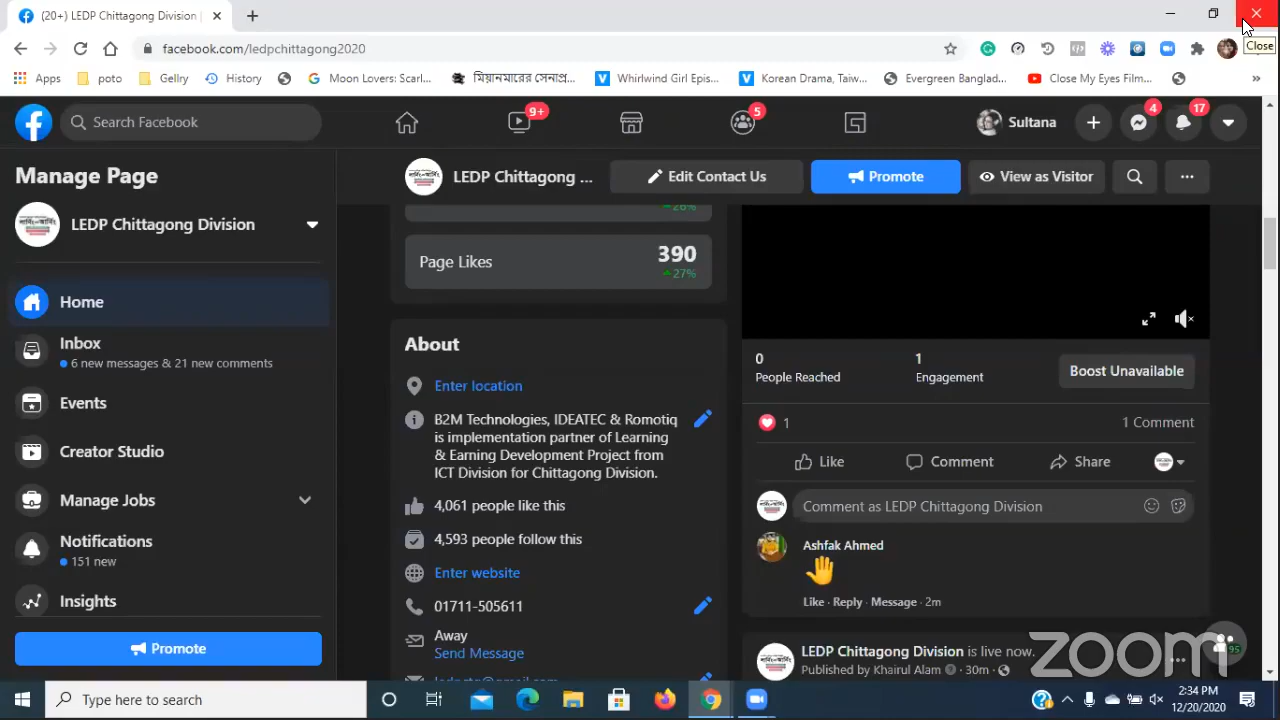 (20+) LEDP Chittagong Division
Close
facebook.com/ledpchittagong2020
Apps
poto
Gellry
History
Moon Lovers: Scarl...
মিয়ানমারের সেনাপ্র...
Whirlwind Girl Epis...
Korean Drama, Taiw...
Evergreen Banglad...
Close My Eyes Film...
Search Facebook
9+
5
Sultana
4
17
Manage Page
LEDP Chittagong Division
Home
Inbox
6 new messages & 21 new comments
Events
Creator Studio
Manage Jobs
Notifications
151 new
Insights
Promote
LEDP Chittagong ...
Edit Contact Us
Promote
View as Visitor
26%
Page Likes
390
27%
About
Enter location
B2M Technologies, IDEATEC & Romotiq
is implementation partner of Learning
& Earning Development Project from
ICT Division for Chittagong Division.
4,061 people like this
4,593 people follow this
Enter website
01711-505611
Away
Send Message
0
People Reached
1
Engagement
Boost Unavailable
1
1 Comment
Like
Comment
Share
Comment as LEDP Chittagong Division
Ashfak Ahmed
Like · Reply · Message · 2m
LEDP Chittagong Division is live now.
Published by Khairul Alam · 30m ·
95
zoom
Type here to search
2:34 PM
12/20/2020